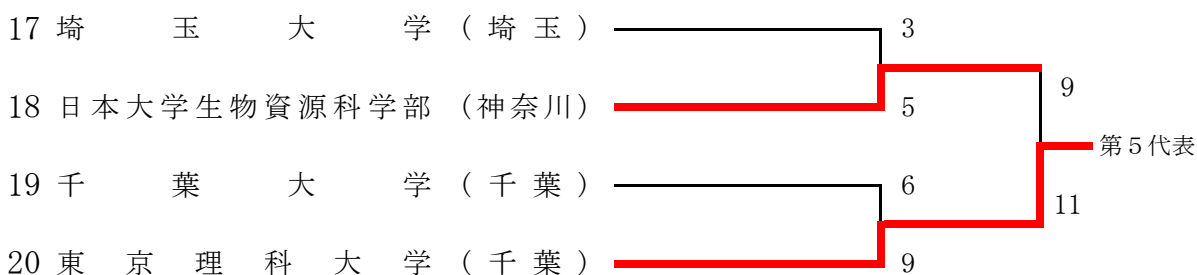 17 埼玉大学(埼玉)
3
9
18 日本大学生物資源科学部(神奈川)
5
第5代表
19 千葉大学(千葉)
6
11
20 東京理科大学(千葉)
9